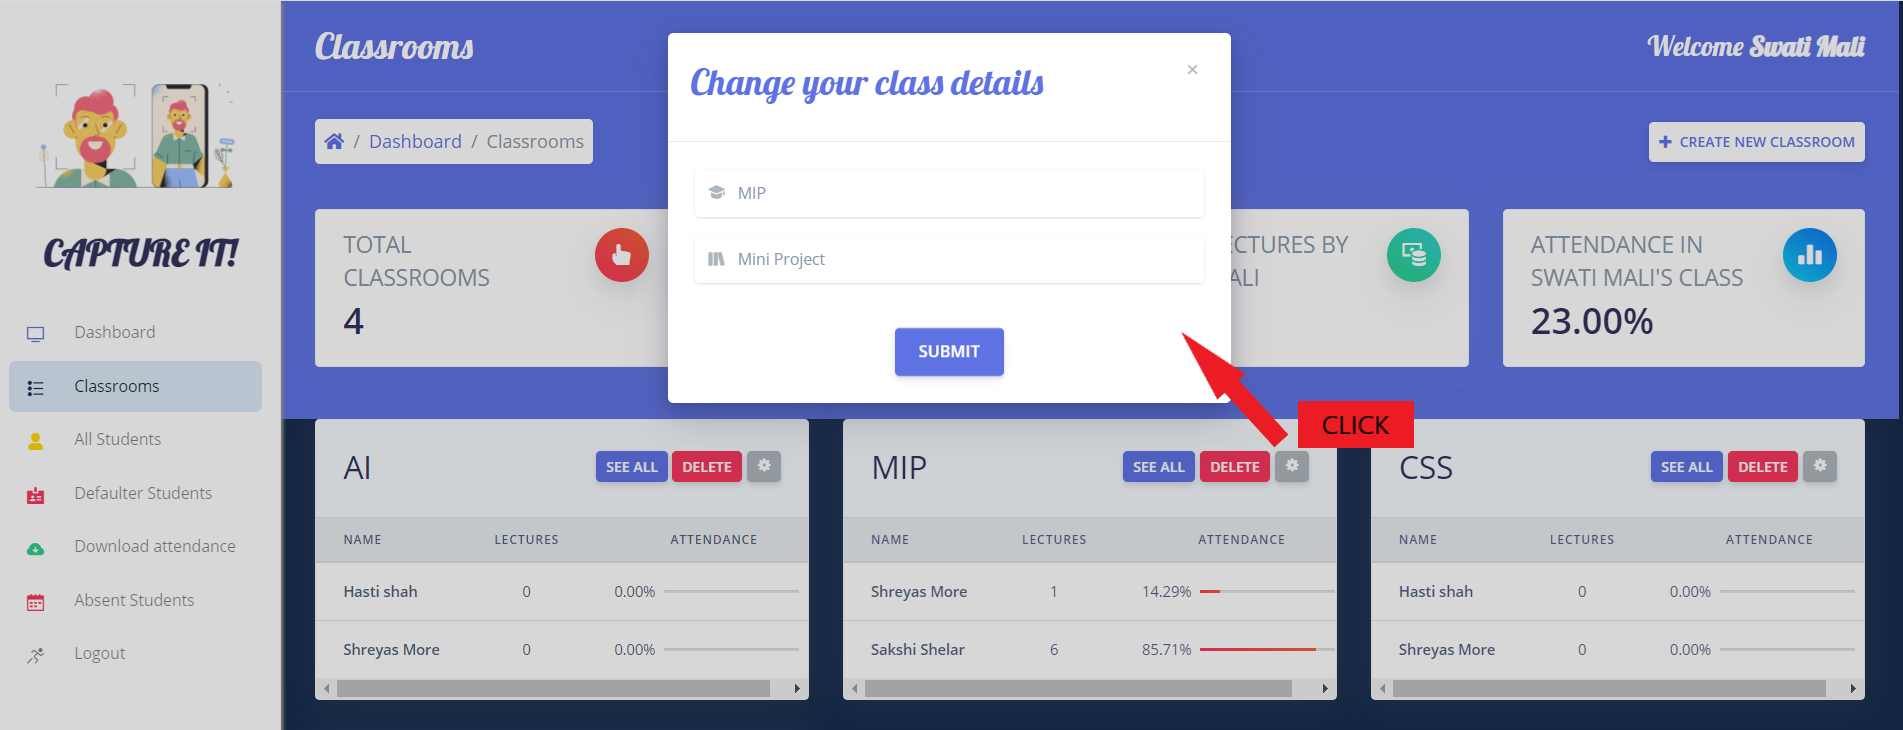 CAPTURE IT!
Dashboard
Classrooms
All Students
Defaulter Students
Download attendance
Absent Students
Logout
Classrooms
Welcome Swati Mali
/ Dashboard / Classrooms
+ CREATE NEW CLASSROOM
Change your class details
×
MIP
Mini Project
SUBMIT
CLICK
TOTAL
CLASSROOMS
4
ECTURES BY
ALI
ATTENDANCE IN
SWATI MALI'S CLASS
23.00%
AI
SEE ALL DELETE
NAME LECTURES ATTENDANCE
Hasti shah 0 0.00%
Shreyas More 0 0.00%
MIP
SEE ALL DELETE
NAME LECTURES ATTENDANCE
Shreyas More 1 14.29%
Sakshi Shelar 6 85.71%
CSS
SEE ALL DELETE
NAME LECTURES ATTENDANCE
Hasti shah 0 0.00%
Shreyas More 0 0.00%